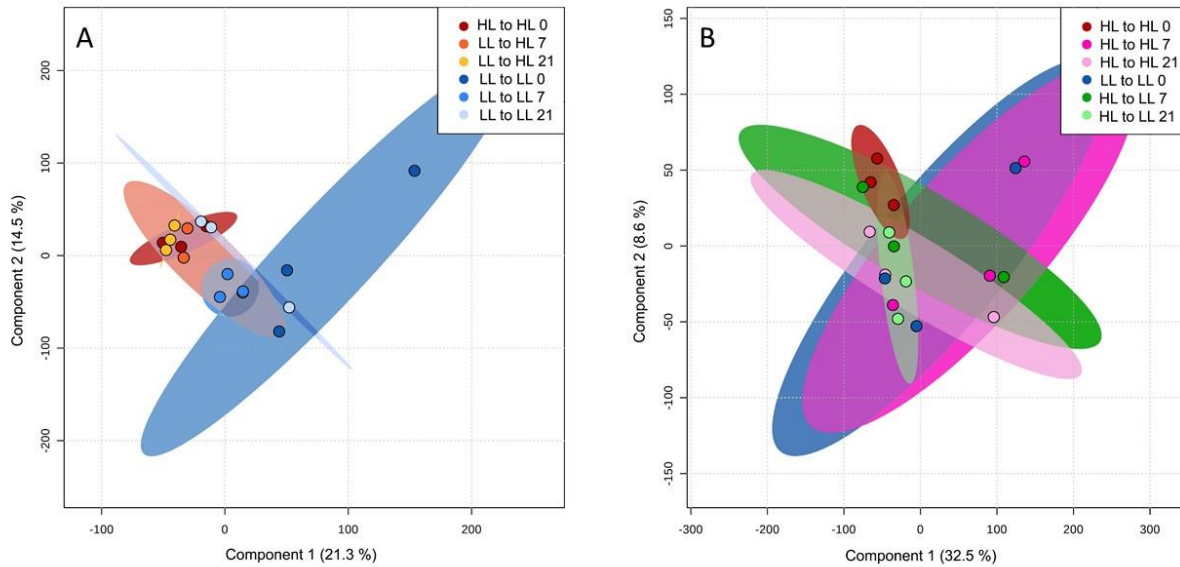 A
HL to HL 0
LL to HL 7
LL to HL 21
LL to LL 0
LL to LL 7
LL to LL 21
Component 2 (14.5 %)
200
100
0
-100
-200
-100
0
100
200
Component 1 (21.3 %)
B
HL to HL 0
HL to HL 7
HL to HL 21
LL to LL 0
HL to LL 7
HL to LL 21
Component 2 (8.6 %)
150
100
50
0
-50
-100
-150
-300
-200
-100
0
100
200
300
Component 1 (32.5 %)